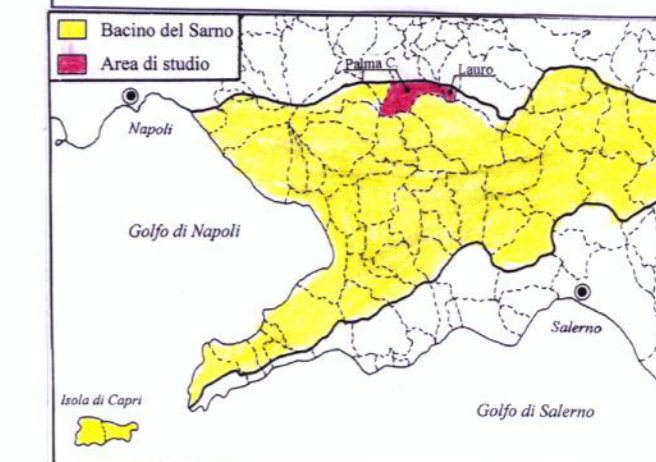 Bacino del Sarno
Area di studio
Palma C.
Lauro
Napoli
Golfo di Napoli
Salerno
Isola di Capri
Golfo di Salerno